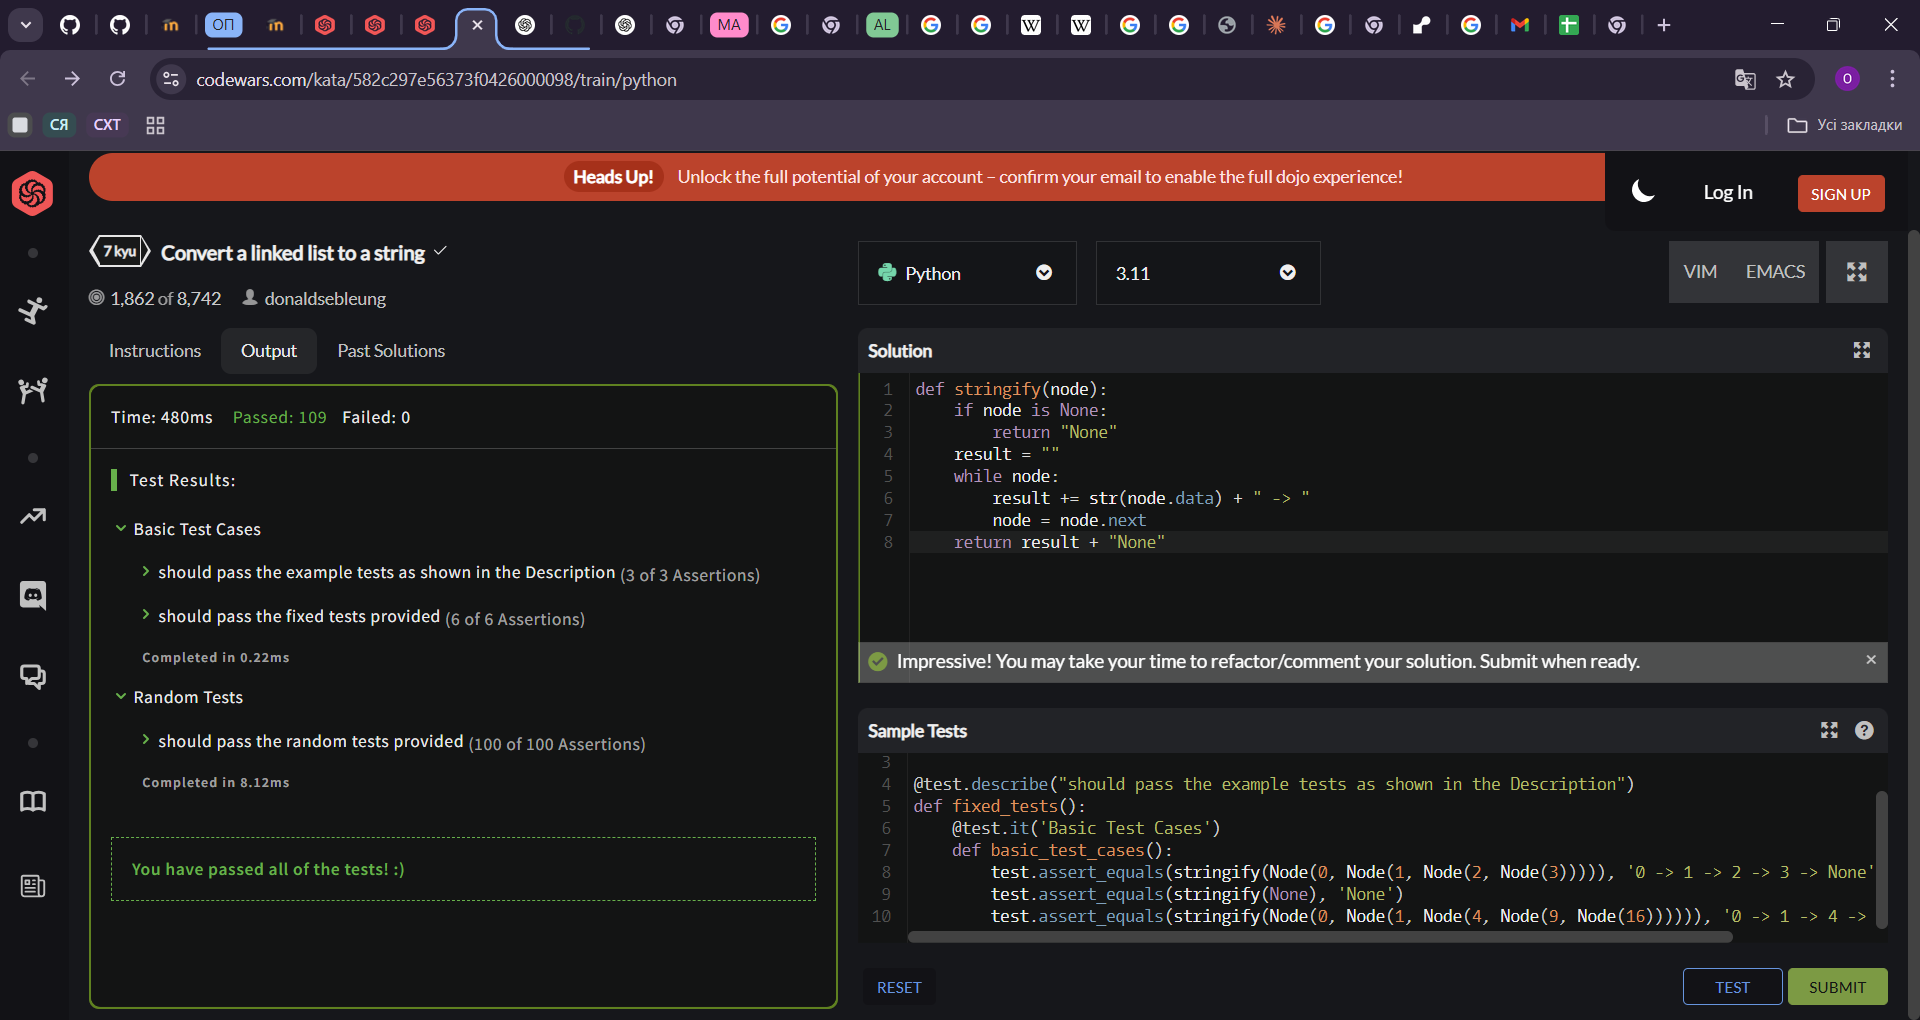 ОП
MA
AL
codewars.com/kata/582c297e56373f0426000098/train/python
O
СЯ
СХТ
Усі закладки
Heads Up! Unlock the full potential of your account – confirm your email to enable the full dojo experience!
Log In
SIGN UP
7 kyu
Convert a linked list to a string
1,862 of 8,742
donaldsebleung
Python
3.11
VIM
EMACS
Instructions
Output
Past Solutions
Time: 480ms Passed: 109 Failed: 0
Test Results:
Basic Test Cases
should pass the example tests as shown in the Description (3 of 3 Assertions)
should pass the fixed tests provided (6 of 6 Assertions)
Completed in 0.22ms
Random Tests
should pass the random tests provided (100 of 100 Assertions)
Completed in 8.12ms
You have passed all of the tests! :)
Solution
1 def stringify(node):
2     if node is None:
3         return "None"
4     result = ""
5     while node:
6         result += str(node.data) + " -> "
7         node = node.next
8     return result + "None"
Impressive! You may take your time to refactor/comment your solution. Submit when ready.
Sample Tests
3
4 @test.describe("should pass the example tests as shown in the Description")
5 def fixed_tests():
6     @test.it('Basic Test Cases')
7     def basic_test_cases():
8         test.assert_equals(stringify(Node(0, Node(1, Node(2, Node(3))))), '0 -> 1 -> 2 -> 3 -> None'
9         test.assert_equals(stringify(None), 'None')
10         test.assert_equals(stringify(Node(0, Node(1, Node(4, Node(9, Node(16)))))), '0 -> 1 -> 4 ->
RESET
TEST
SUBMIT